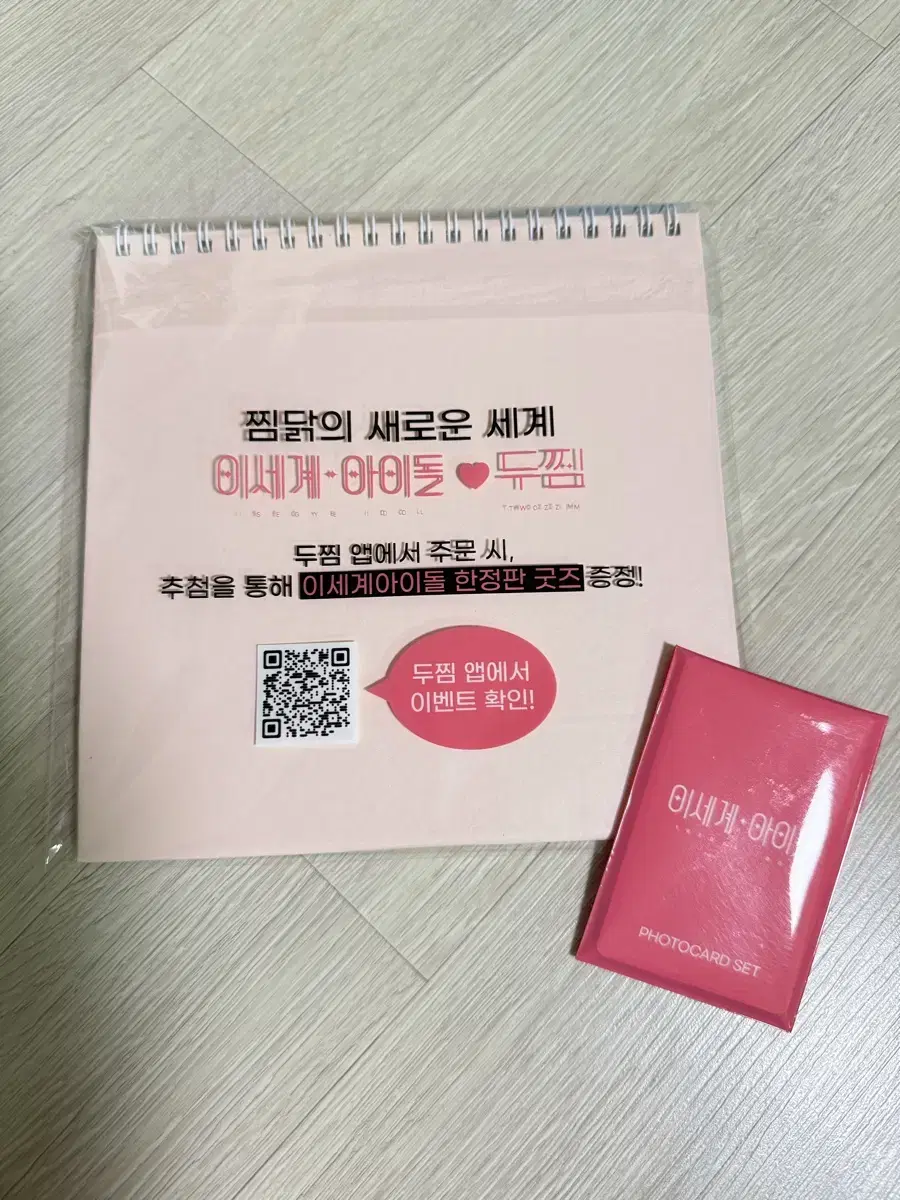 찜닭의 새로운 세계
이세계·아이돌 ♥ 두찜
두찜 앱에서 주문 시,
추첨을 통해 이세계아이돌 한정판 굿즈 증정!
두찜 앱에서
이벤트 확인!
이세계·아이
PHOTOCARD SET